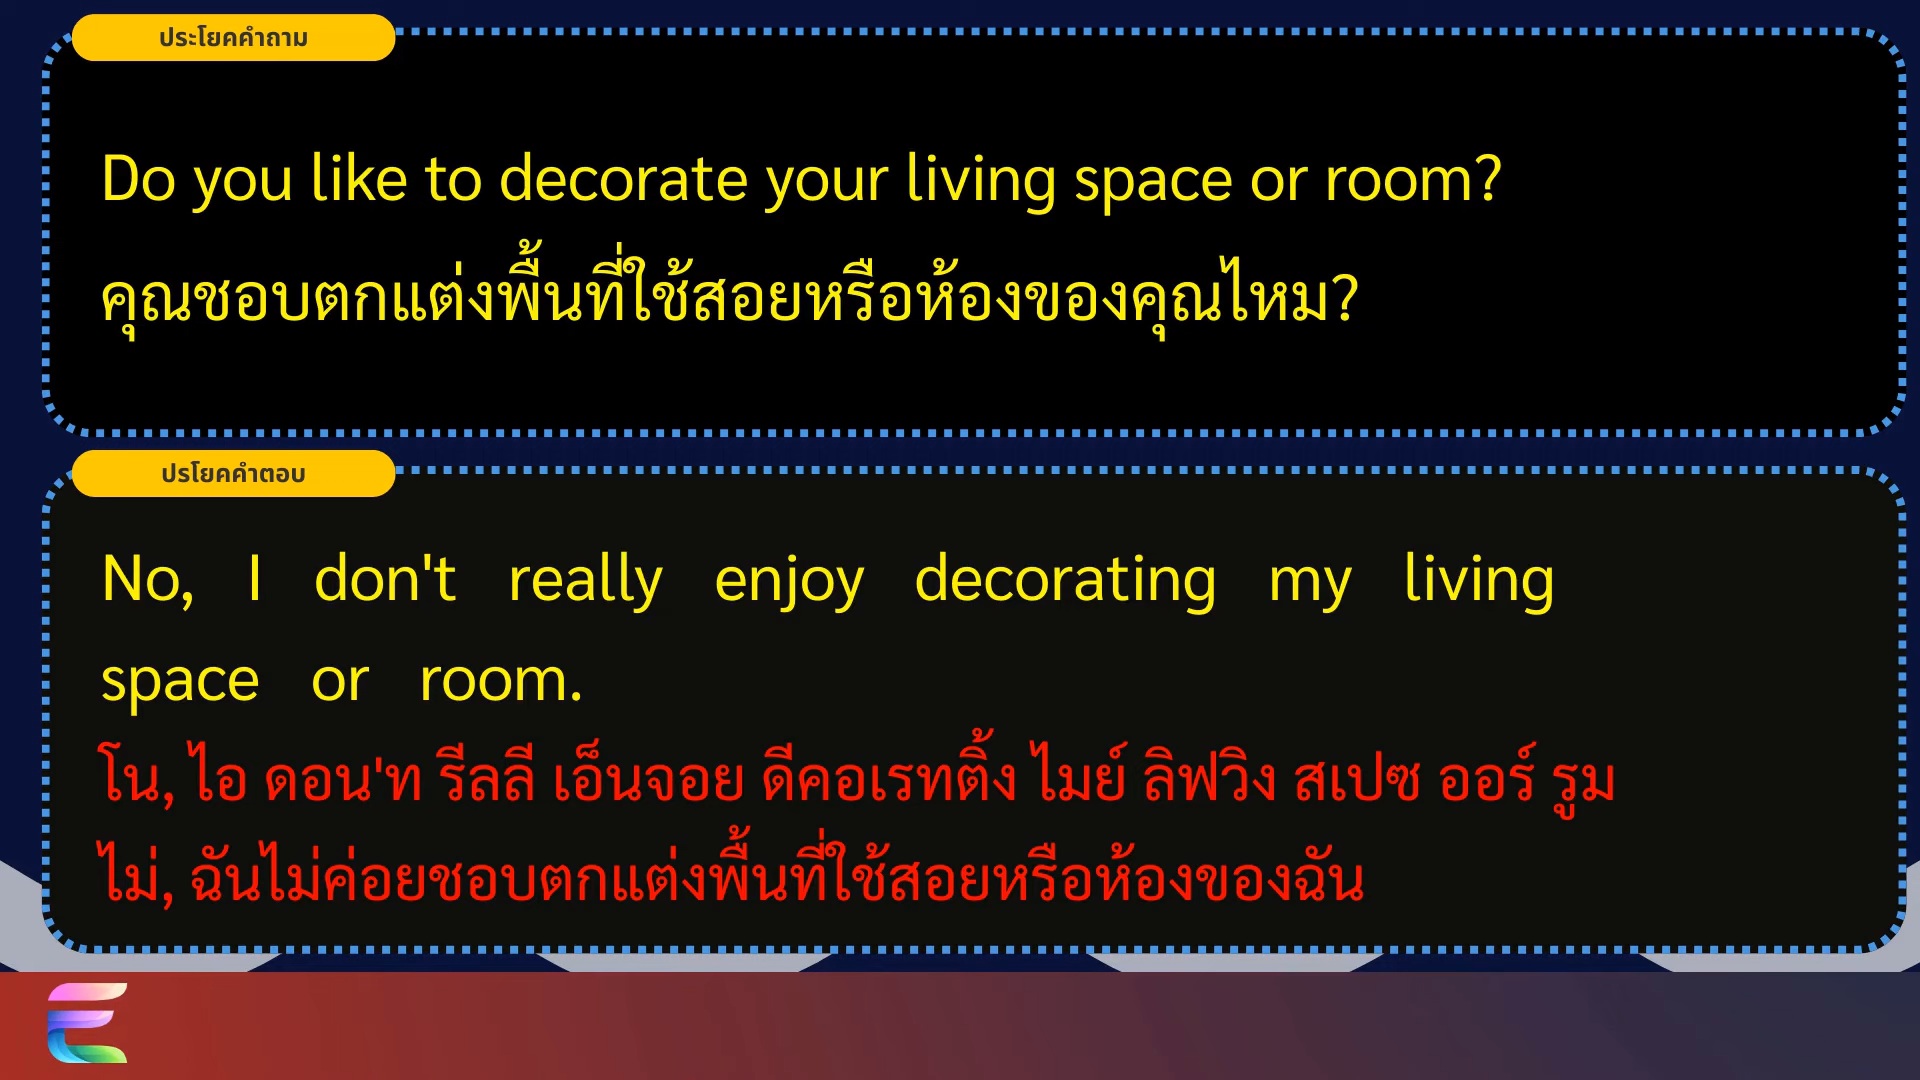 ประโยคคำถาม
Do you like to decorate your living space or room?
คุณชอบตกแต่งพื้นที่ใช้สอยหรือห้องของคุณไหม?
ปรโยคคำตอบ
No, I don't really enjoy decorating my living
space or room.
โน, ไอ ดอน'ท รีลลี เอ็นจอย ดีคอเรทติ้ง ไมย์ ลิฟวิง สเปซ ออร์ รูม
ไม่, ฉันไม่ค่อยชอบตกแต่งพื้นที่ใช้สอยหรือห้องของฉัน